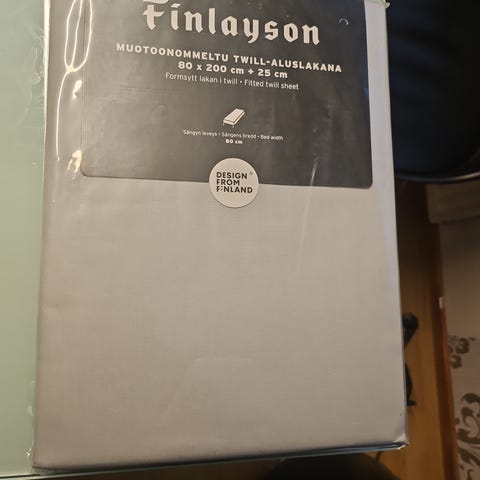 Finlayson
MUOTOONOMMELTU TWILL-ALUSLAKANA
80 x 200 cm + 25 cm
Formsytt lakan i twill • Fitted twill sheet
Sängyn leveys • Sängens bredd • Bed width
80 cm
DESIGN
FROM
FINLAND